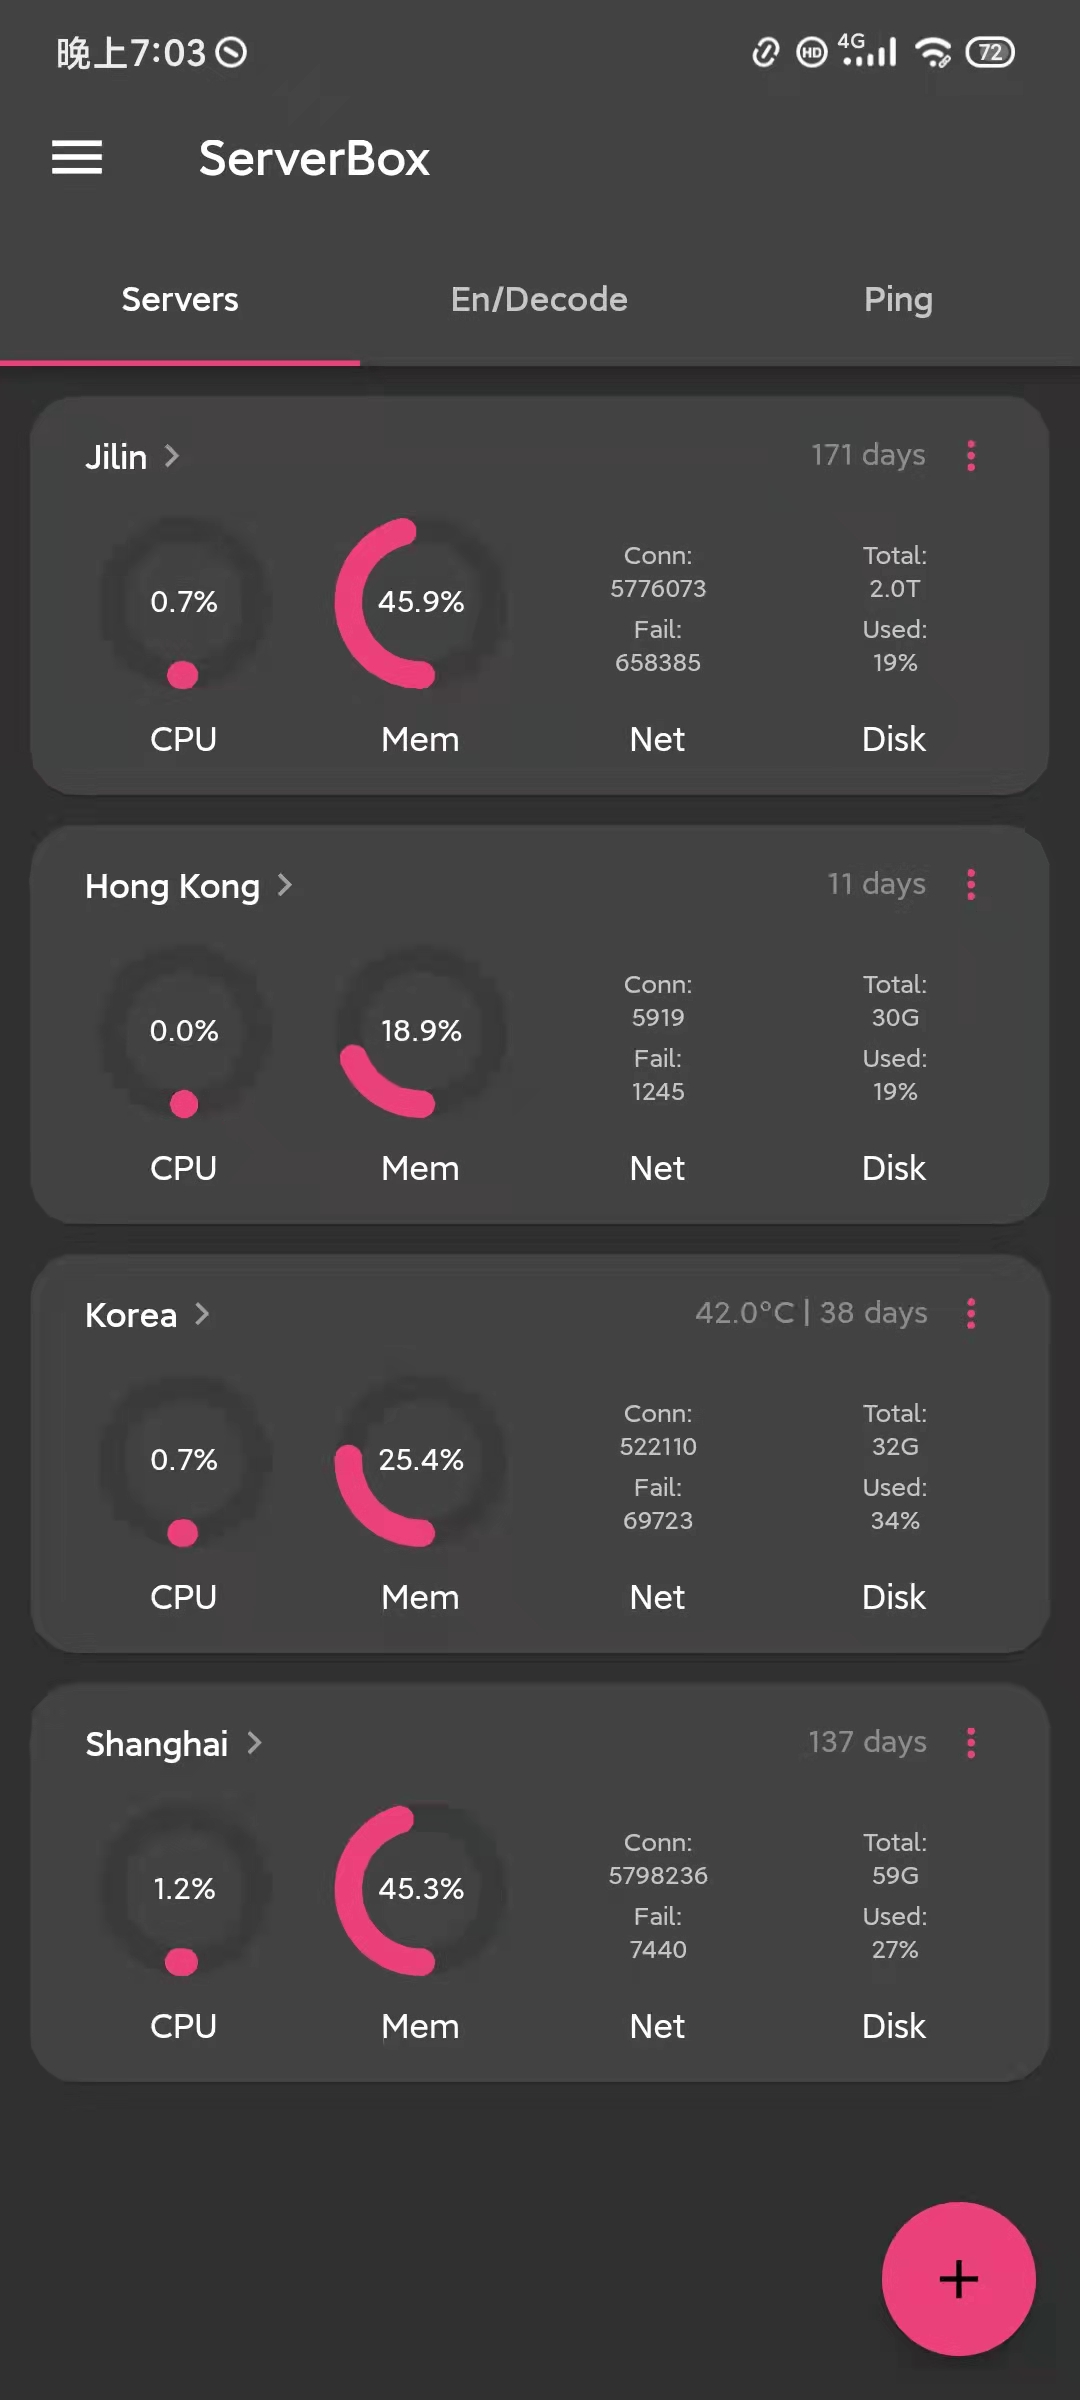 晚上7:03 HD 4G 72
ServerBox
Servers En/Decode Ping
Jilin 171 days
0.7% 45.9%
Conn: Total:
5776073 2.0T
Fail: Used:
658385 19%
CPU Mem Net Disk
Hong Kong 11 days
0.0% 18.9%
Conn: Total:
5919 30G
Fail: Used:
1245 19%
CPU Mem Net Disk
Korea 42.0°C | 38 days
0.7% 25.4%
Conn: Total:
522110 32G
Fail: Used:
69723 34%
CPU Mem Net Disk
Shanghai 137 days
1.2% 45.3%
Conn: Total:
5798236 59G
Fail: Used:
7440 27%
CPU Mem Net Disk
+